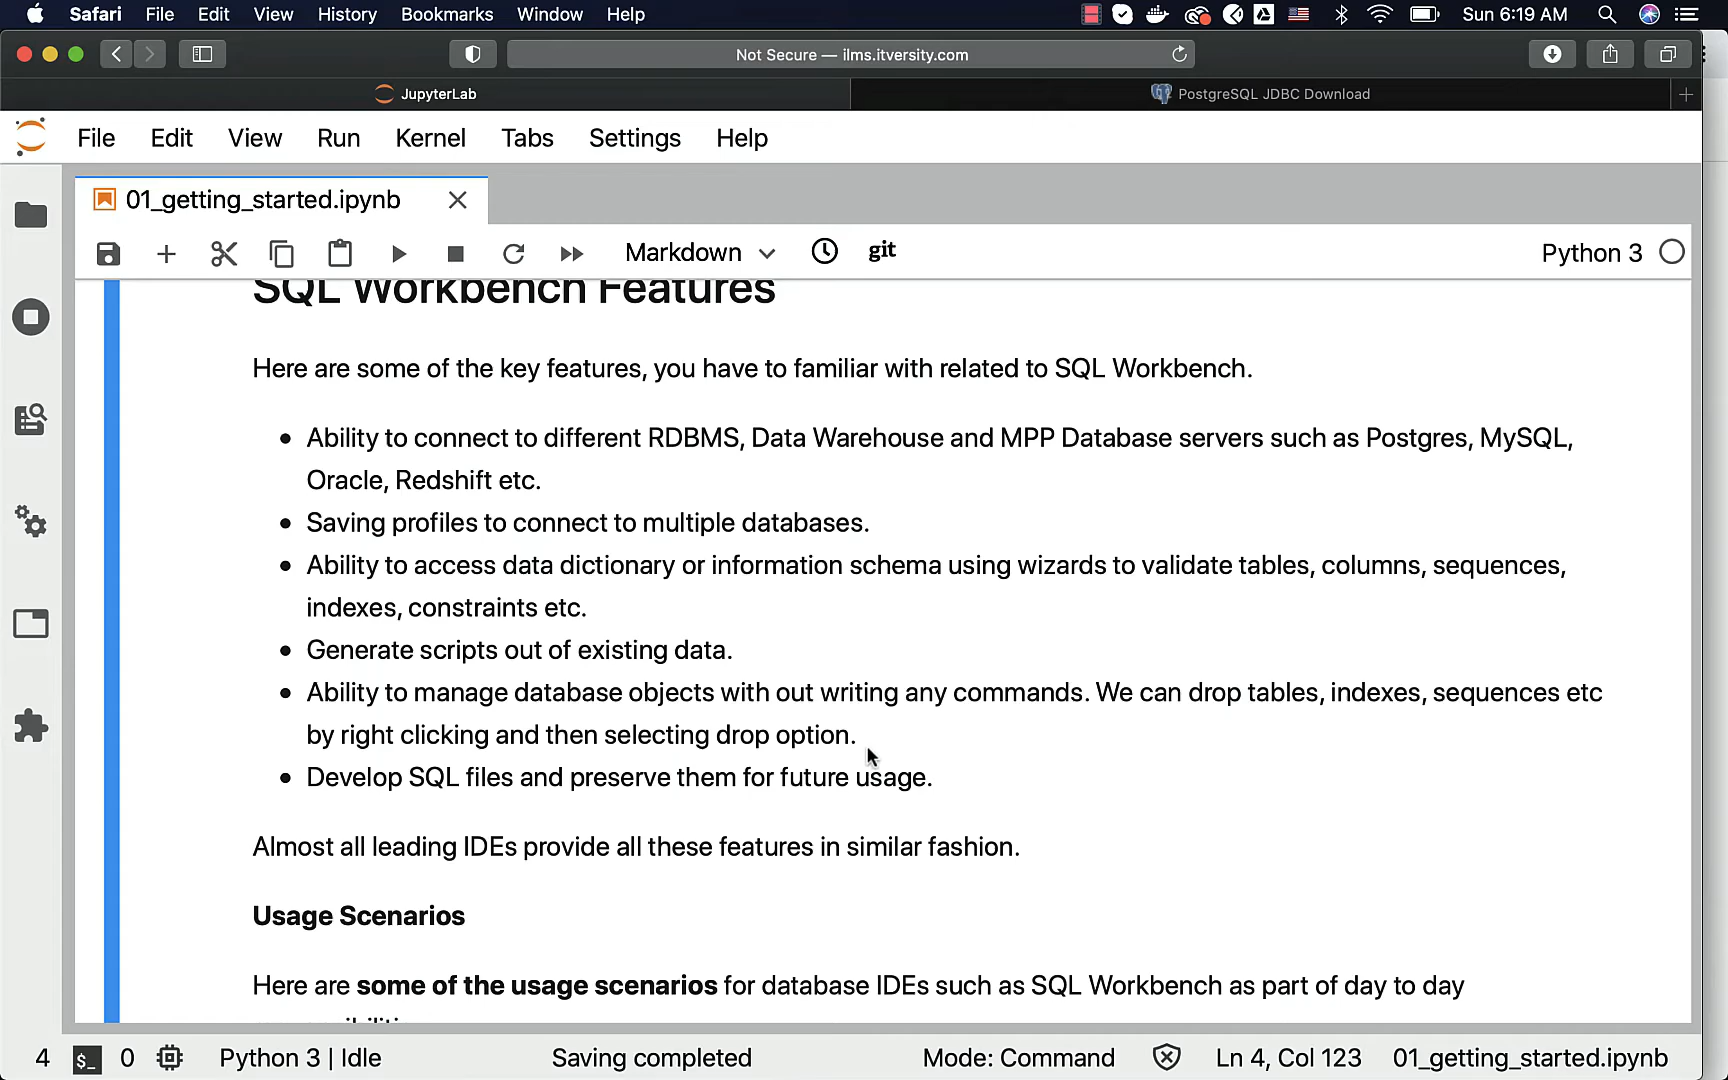 Safari File Edit View History Bookmarks Window Help Sun 6:19 AM
Not Secure — ilms.itversity.com
JupyterLab PostgreSQL JDBC Download
File Edit View Run Kernel Tabs Settings Help
01_getting_started.ipynb
Markdown git Python 3
SQL Workbench Features
Here are some of the key features, you have to familiar with related to SQL Workbench.
• Ability to connect to different RDBMS, Data Warehouse and MPP Database servers such as Postgres, MySQL,
Oracle, Redshift etc.
• Saving profiles to connect to multiple databases.
• Ability to access data dictionary or information schema using wizards to validate tables, columns, sequences,
indexes, constraints etc.
• Generate scripts out of existing data.
• Ability to manage database objects with out writing any commands. We can drop tables, indexes, sequences etc
by right clicking and then selecting drop option.
• Develop SQL files and preserve them for future usage.
Almost all leading IDEs provide all these features in similar fashion.
Usage Scenarios
Here are some of the usage scenarios for database IDEs such as SQL Workbench as part of day to day
4 $_ 0 Python 3 | Idle Saving completed Mode: Command Ln 4, Col 123 01_getting_started.ipynb